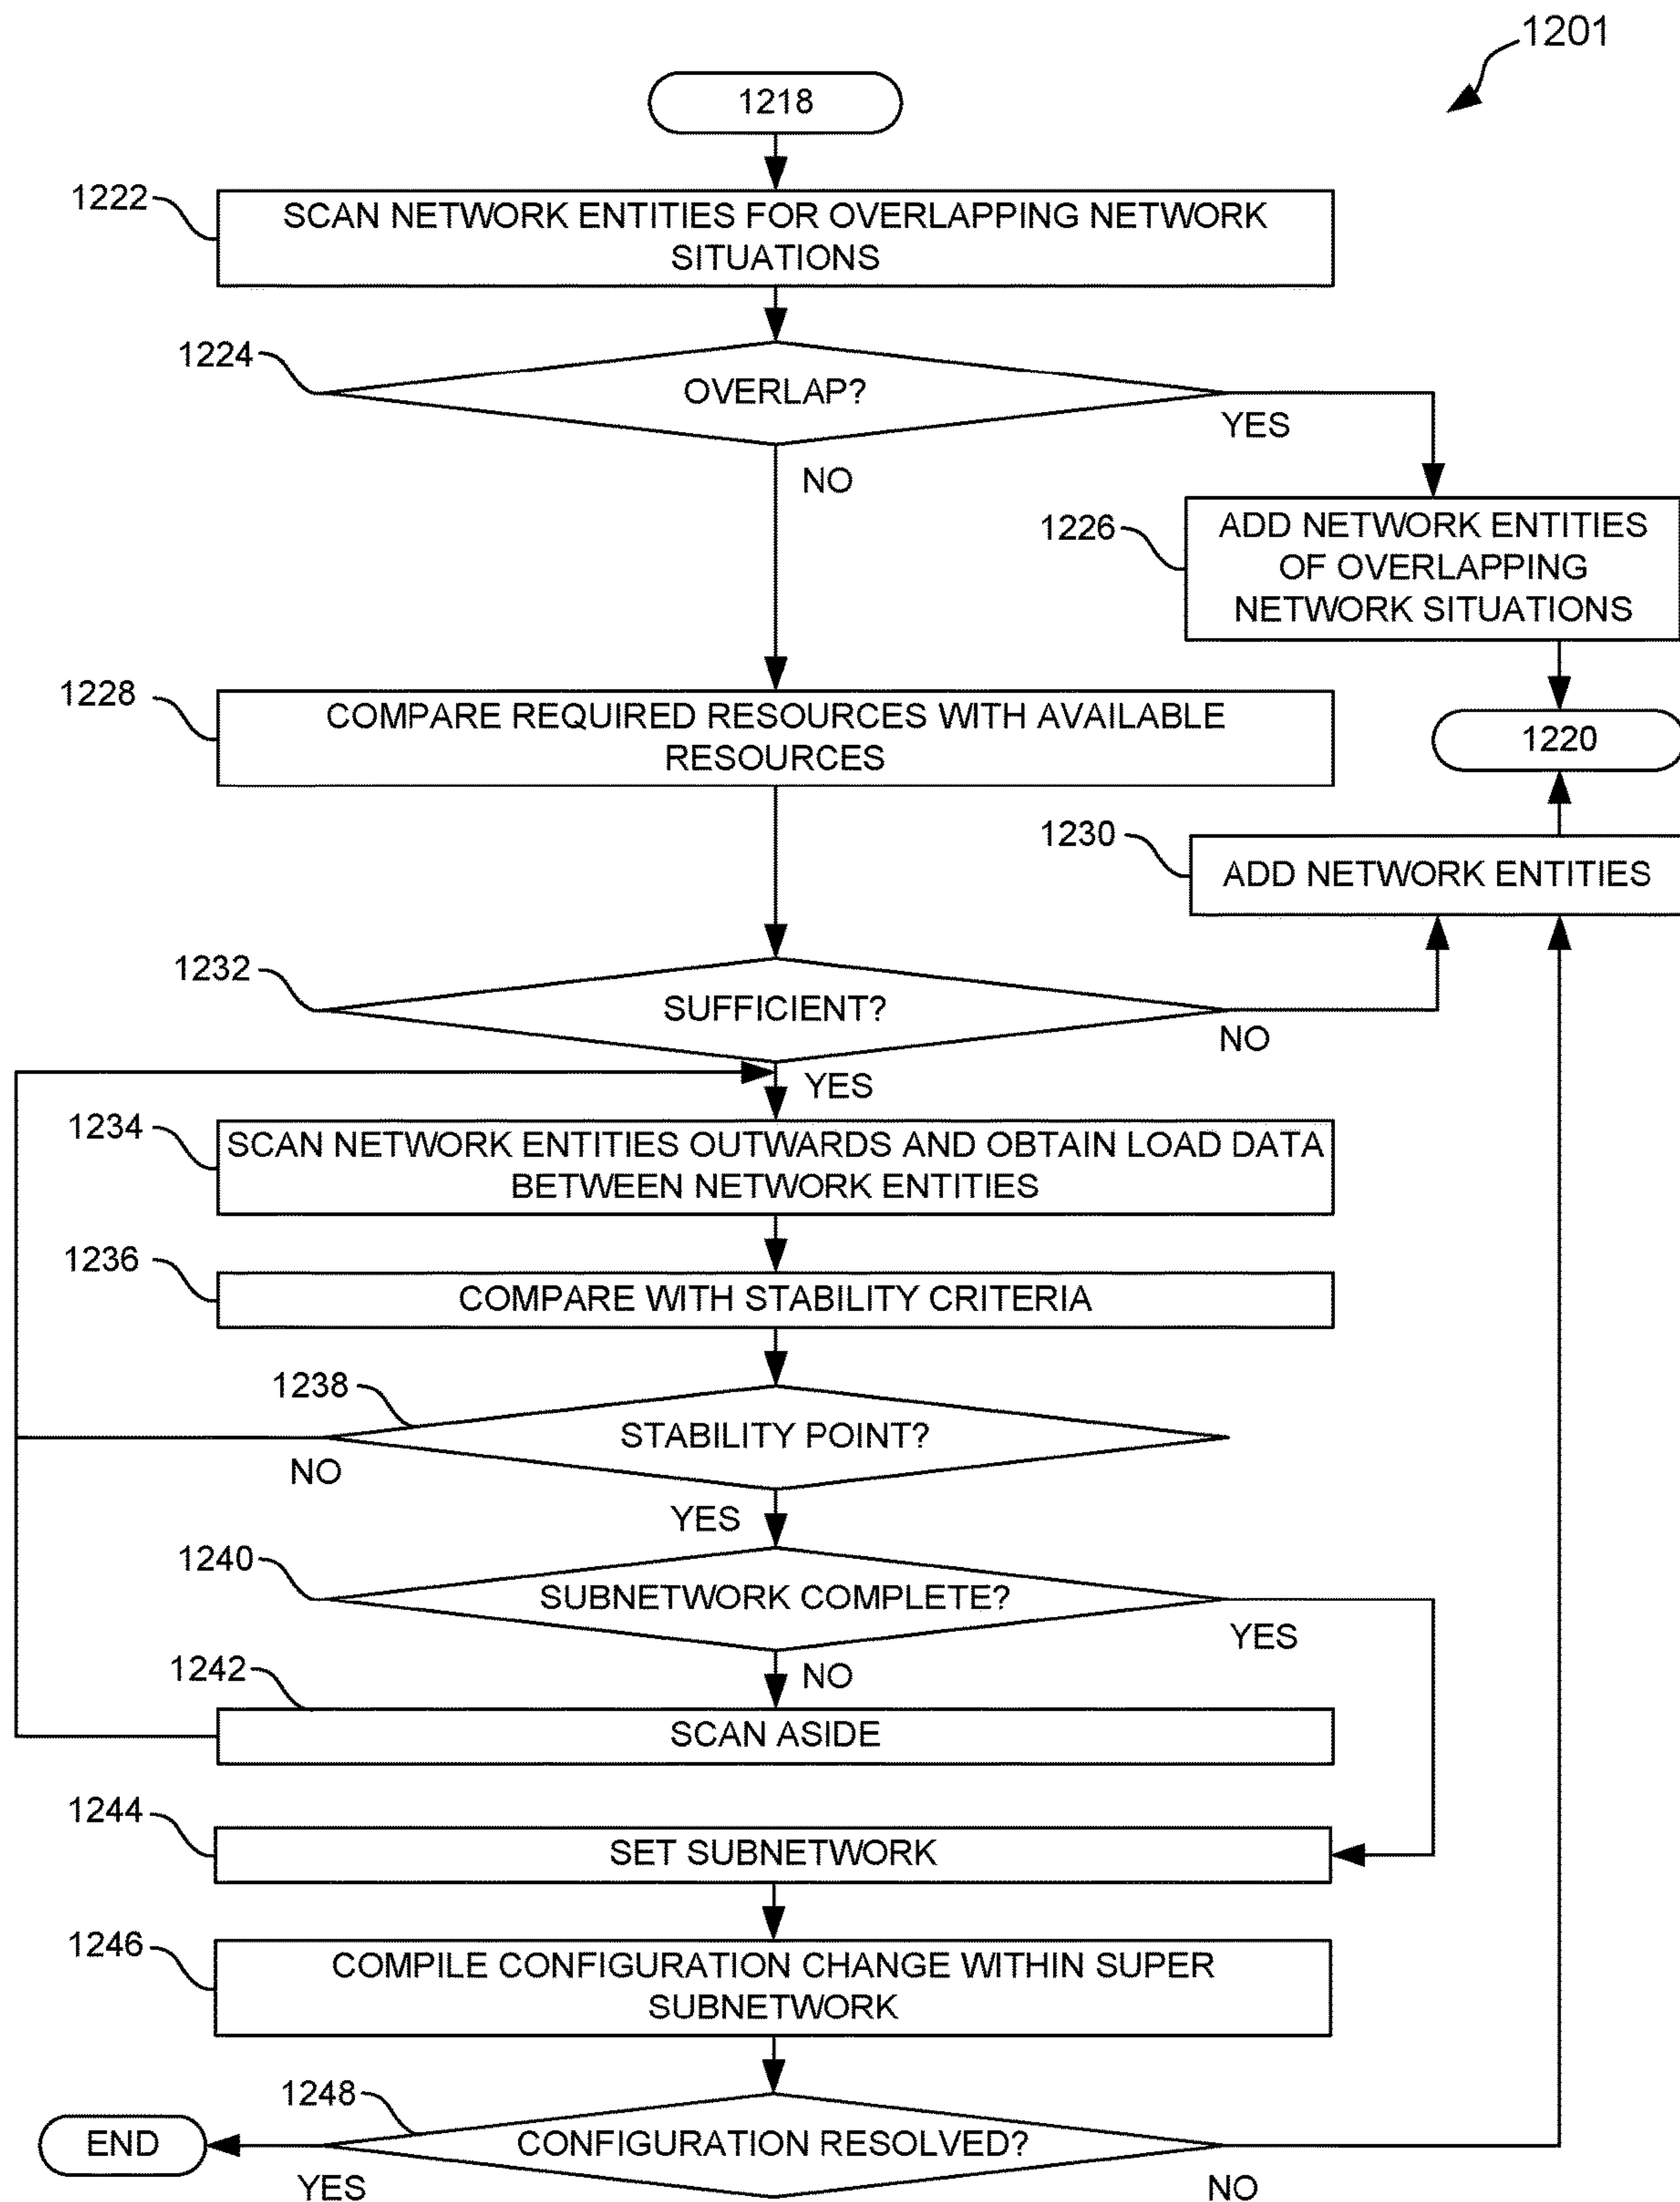 1201
1218
1222
SCAN NETWORK ENTITIES FOR OVERLAPPING NETWORK
SITUATIONS
1224
OVERLAP?
YES
NO
1226
ADD NETWORK ENTITIES
OF OVERLAPPING
NETWORK SITUATIONS
1228
COMPARE REQUIRED RESOURCES WITH AVAILABLE
RESOURCES
1220
1230
ADD NETWORK ENTITIES
1232
SUFFICIENT?
NO
YES
1234
SCAN NETWORK ENTITIES OUTWARDS AND OBTAIN LOAD DATA
BETWEEN NETWORK ENTITIES
1236
COMPARE WITH STABILITY CRITERIA
1238
STABILITY POINT?
NO
YES
1240
SUBNETWORK COMPLETE?
YES
NO
1242
SCAN ASIDE
1244
SET SUBNETWORK
1246
COMPILE CONFIGURATION CHANGE WITHIN SUPER
SUBNETWORK
1248
END
CONFIGURATION RESOLVED?
YES
NO